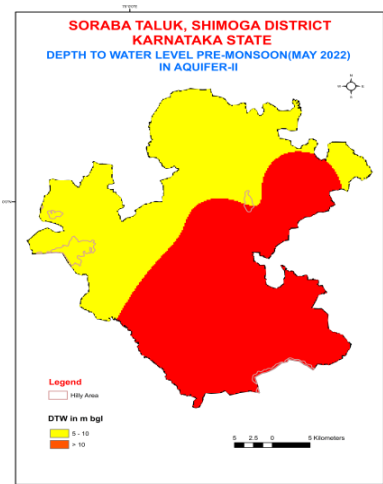 SORABA TALUK, SHIMOGA DISTRICT
KARNATAKA STATE
DEPTH TO WATER LEVEL PRE-MONSOON(MAY 2022)
IN AQUIFER-II
N
Legend
Hilly Area
DTW in m bgl
5 - 10
> 10
5 2.5 0 5 Kilometers